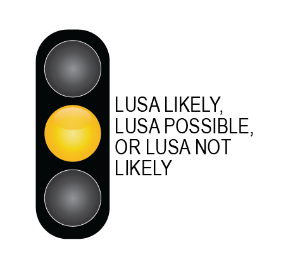 LUSA LIKELY,
LUSA POSSIBLE,
OR LUSA NOT
LIKELY